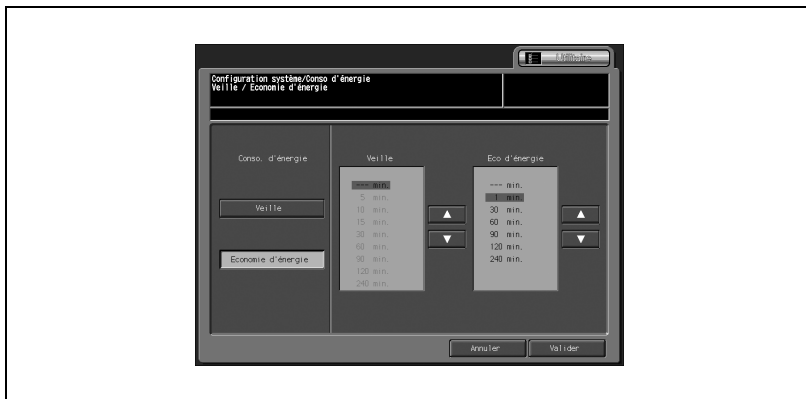 Configuration système/Conso d'énergie
Veille / Economie d'énergie
Conso. d'énergie
Veille
Economie d'énergie
Veille
--- min.
5 min.
10 min.
15 min.
30 min.
60 min.
90 min.
120 min.
240 min.
Eco d'énergie
--- min.
1 min.
30 min.
60 min.
90 min.
120 min.
240 min.
Annuler
Valider